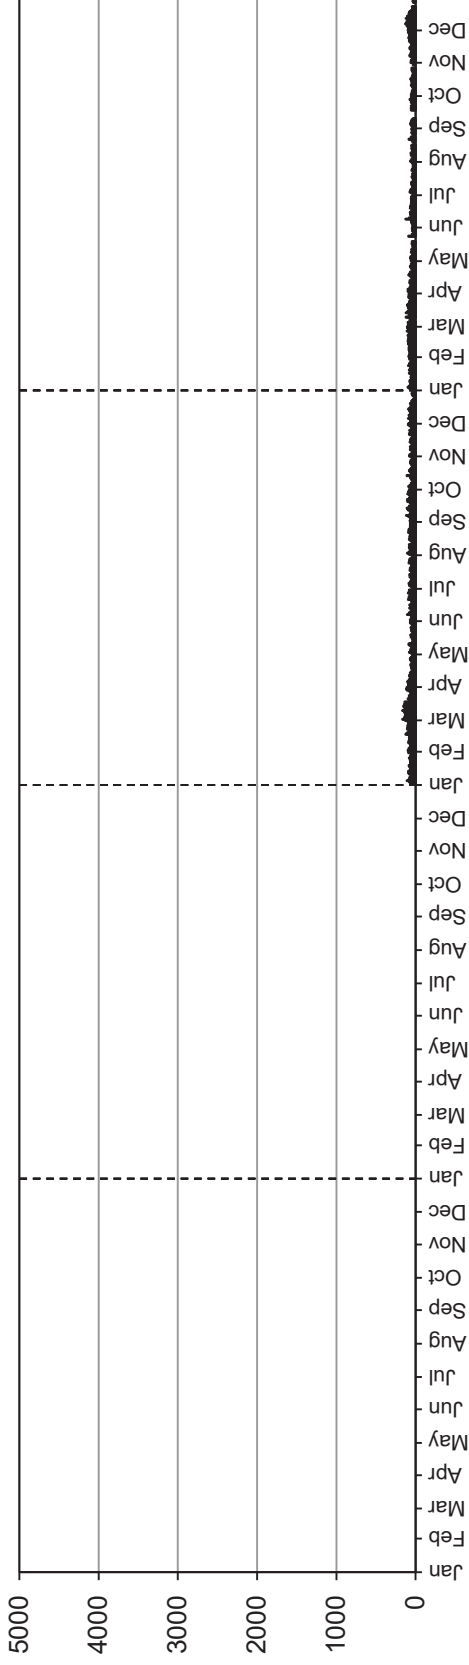 5000
4000
3000
2000
1000
0
Jan
Feb
Mar
Apr
May
Jun
Jul
Aug
Sep
Oct
Nov
Dec
Jan
Feb
Mar
Apr
May
Jun
Jul
Aug
Sep
Oct
Nov
Dec
Jan
Feb
Mar
Apr
May
Jun
Jul
Aug
Sep
Oct
Nov
Dec
Jan
Feb
Mar
Apr
May
Jun
Jul
Aug
Sep
Oct
Nov
Dec